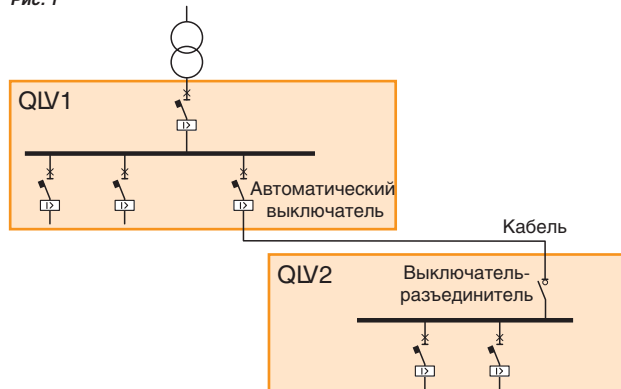 Рис. 1
QLV1
Автоматический
выключатель
Кабель
QLV2
Выключатель-
разъединитель